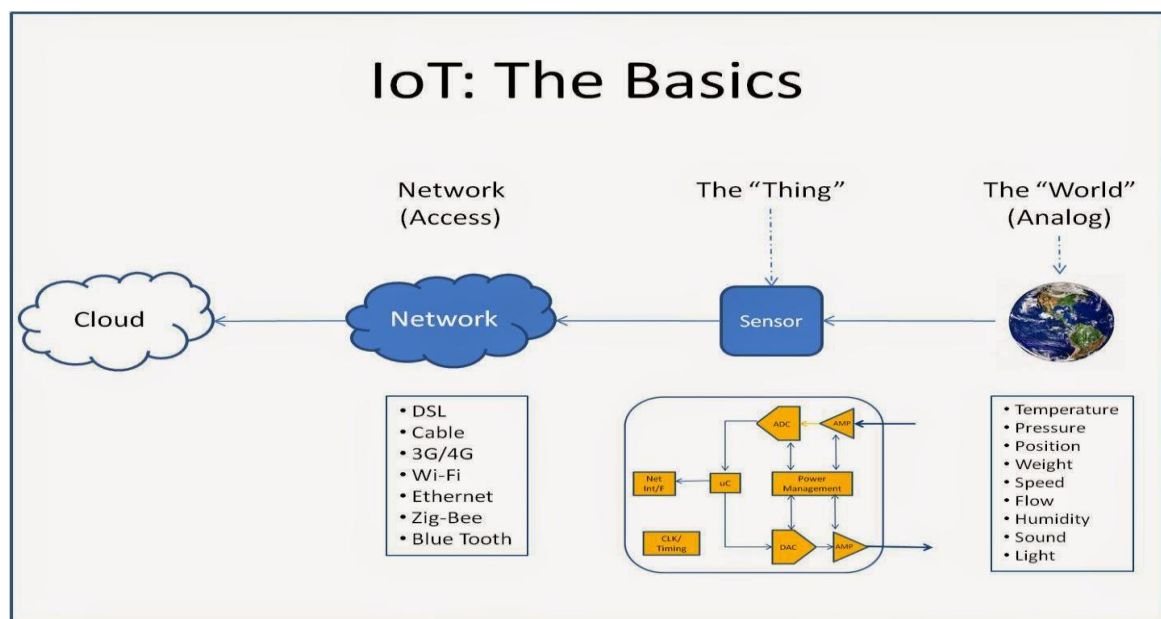 IoT: The Basics
Network
(Access)
The “Thing”
The “World”
(Analog)
Cloud
Network
Sensor
• DSL
• Cable
• 3G/4G
• Wi-Fi
• Ethernet
• Zig-Bee
• Blue Tooth
ADC
AMP
Net
Int/F
uC
Power
Management
CLK/
Timing
DAC
AMP
• Temperature
• Pressure
• Position
• Weight
• Speed
• Flow
• Humidity
• Sound
• Light